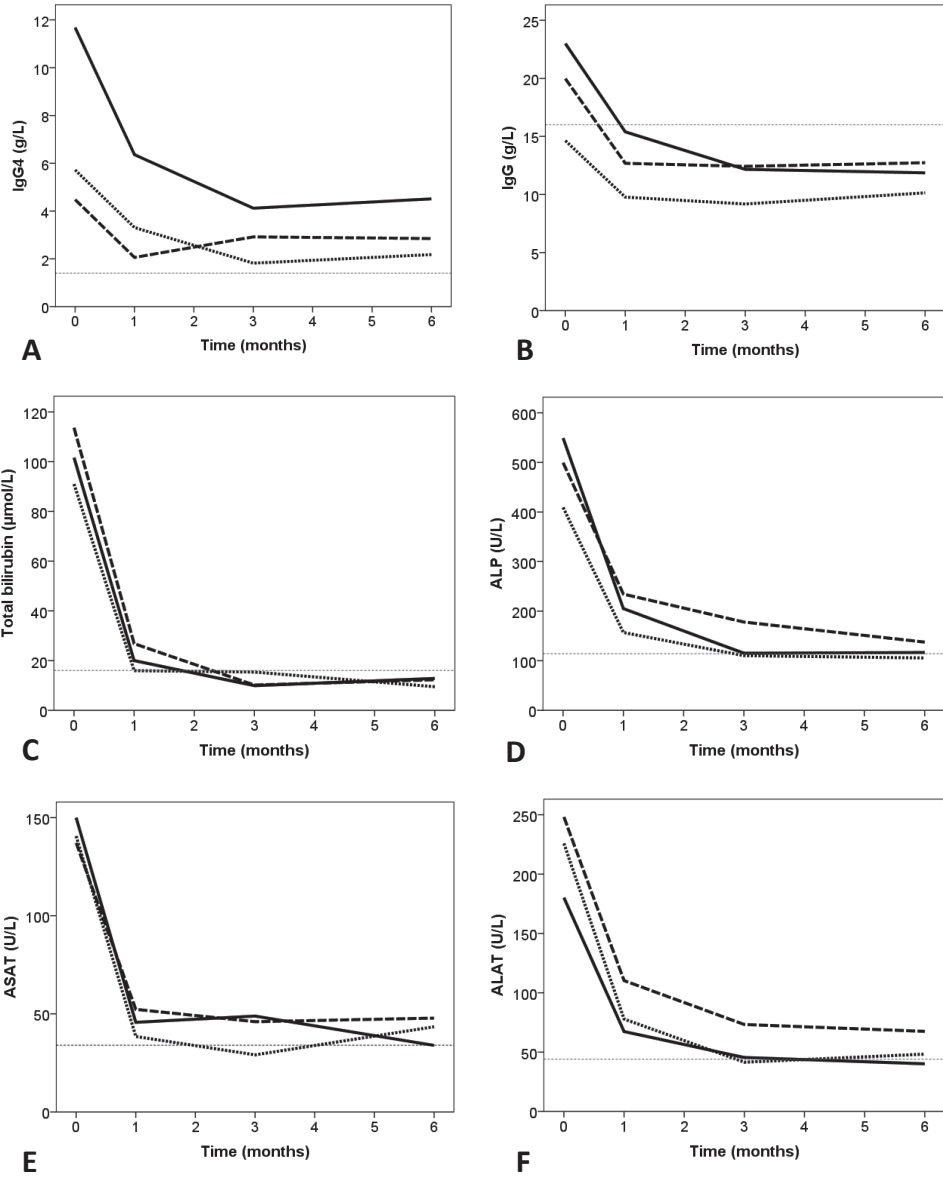 12
10
8
6
4
2
0
IgG4 (g/L)
0 1 2 3 4 5 6
Time (months)
A
25
20
15
10
5
0
IgG (g/L)
0 1 2 3 4 5 6
Time (months)
B
120
100
80
60
40
20
0
Total bilirubin (µmol/L)
0 1 2 3 4 5 6
Time (months)
C
600
500
400
300
200
100
0
ALP (U/L)
0 1 2 3 4 5 6
Time (months)
D
150
100
50
0
ASAT (U/L)
0 1 2 3 4 5 6
Time (months)
E
250
200
150
100
50
0
ALAT (U/L)
0 1 2 3 4 5 6
Time (months)
F